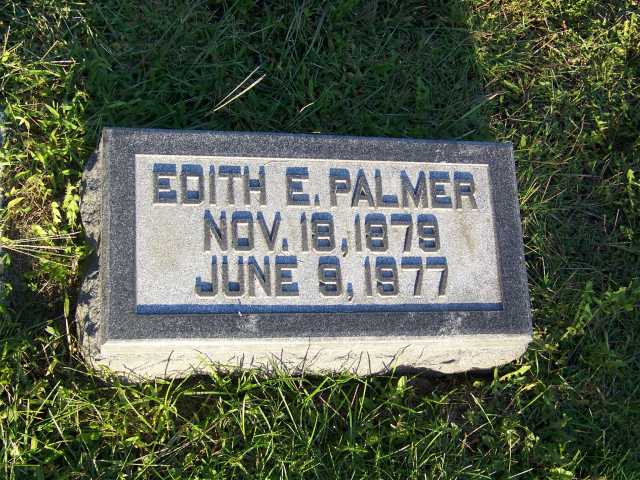 EDITH E. PALMER
NOV. 18, 1879
JUNE 9, 1977